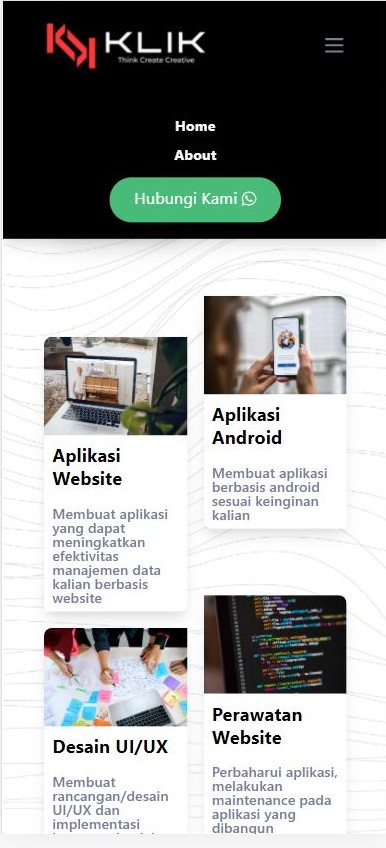 KLIK
Think Create Creative
Home
About
Hubungi Kami
Aplikasi
Website
Membuat aplikasi
yang dapat
meningkatkan
efektivitas
manajemen data
kalian berbasis
website
Aplikasi
Android
Membuat aplikasi
berbasis android
sesuai keinginan
kalian
Desain UI/UX
Membuat
rancangan/desain
UI/UX dan
implementasi
Perawatan
Website
Perbaharui aplikasi,
melakukan
maintenance pada
aplikasi yang
dibangun